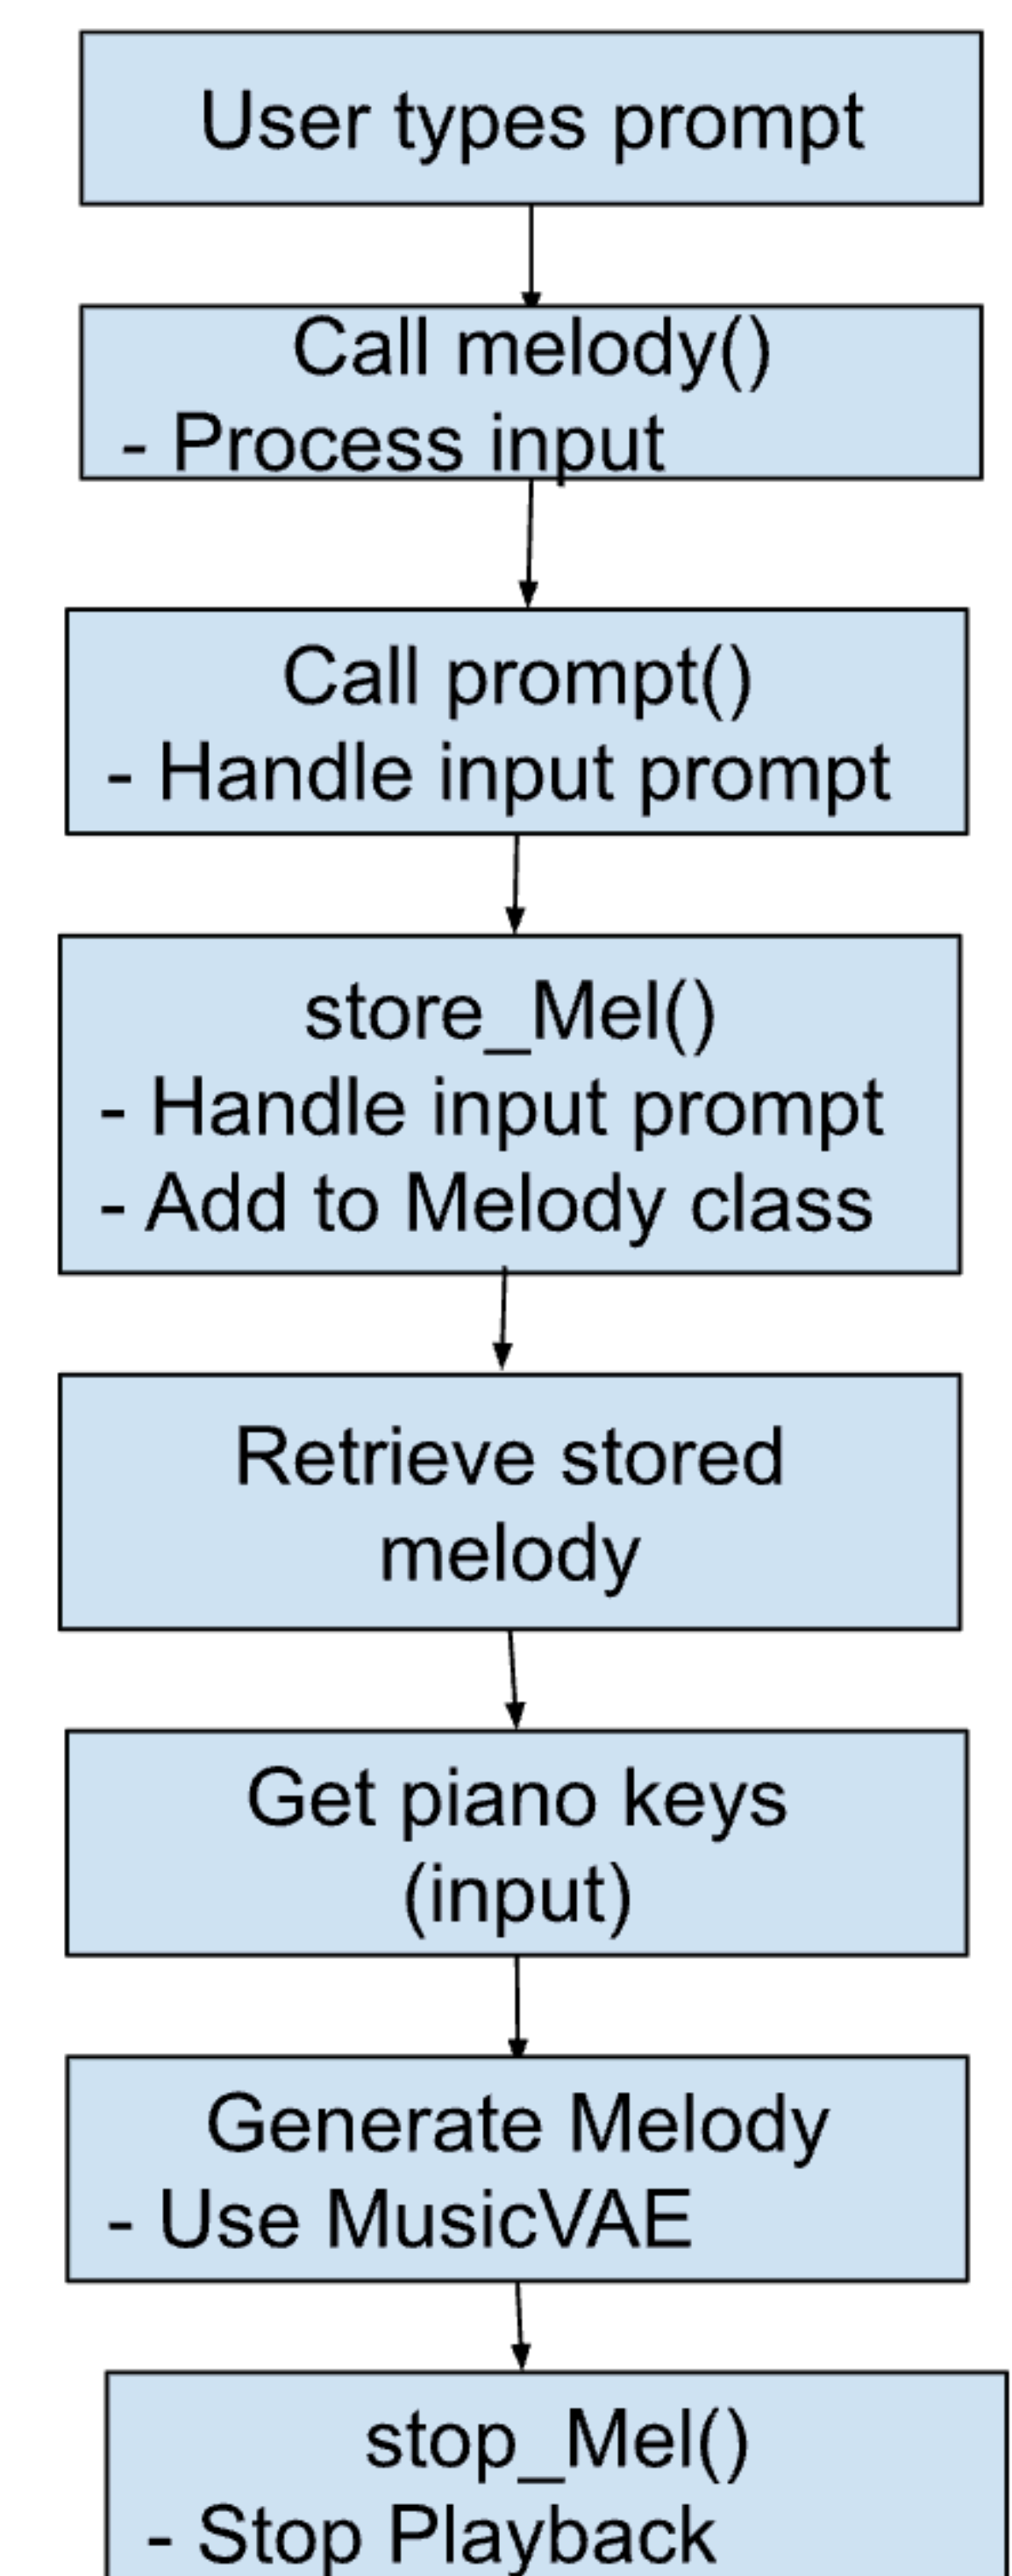 User types prompt
Call melody()
- Process input
Call prompt()
- Handle input prompt
store_Mel()
- Handle input prompt
- Add to Melody class
Retrieve stored
melody
Get piano keys
(input)
Generate Melody
- Use MusicVAE
stop_Mel()
- Stop Playback